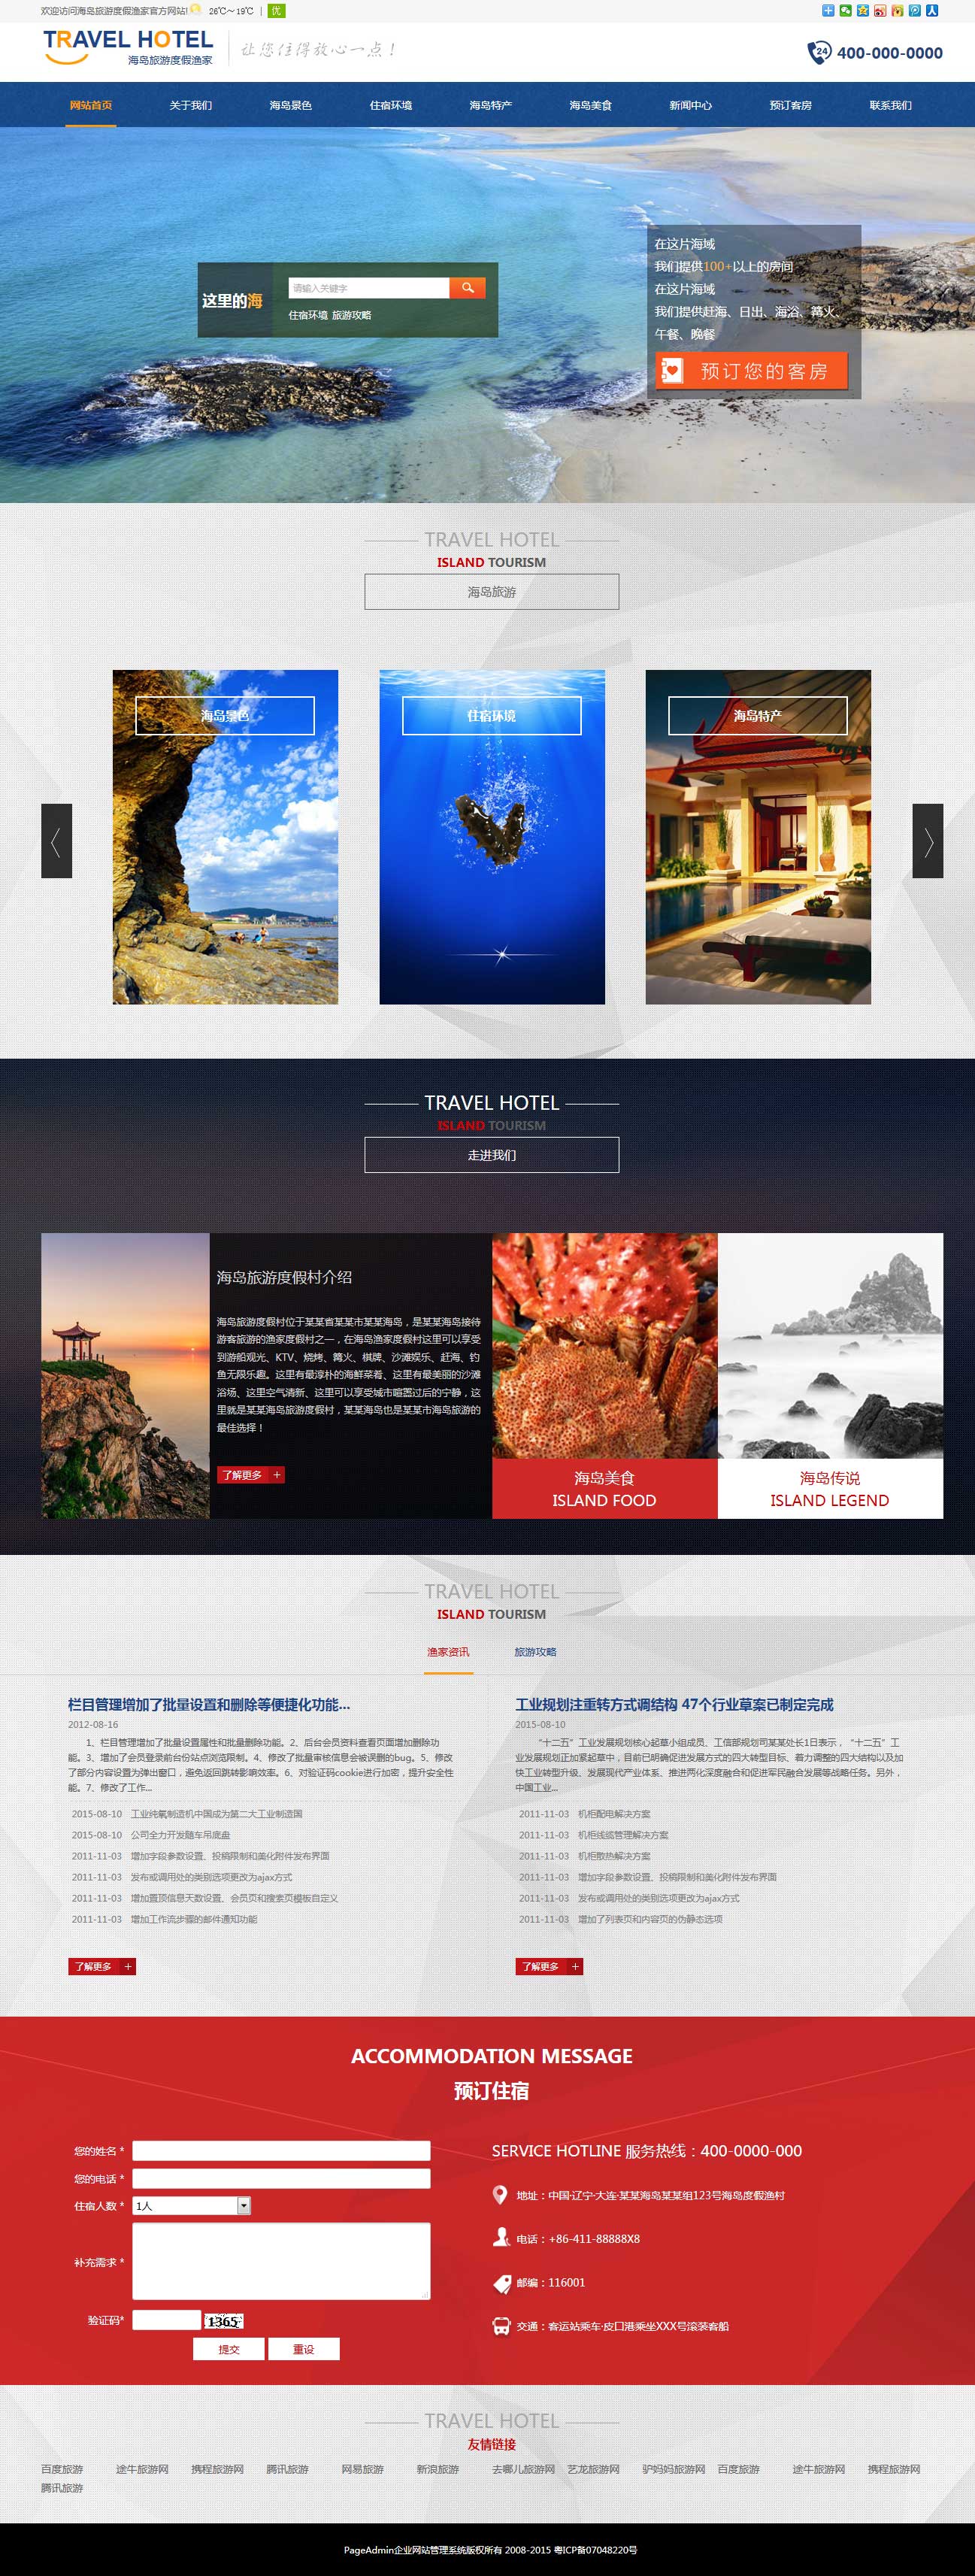 欢迎访问海岛旅游度假渔家官方网站! 26℃～19℃ | 优
TRAVEL HOTEL
海岛旅游度假渔家
让您住得放心一点！
24 400-000-0000
网站首页 关于我们 海岛景色 住宿环境 海岛特产 海岛美食 新闻中心 预订客房 联系我们
这里的海
请输入关键字
住宿环境 旅游攻略
在这片海域
我们提供100+以上的房间
在这片海域
我们提供赶海、日出、海浴、篝火、
午餐、晚餐
预订您的客房
TRAVEL HOTEL
ISLAND TOURISM
海岛旅游
海岛景色
住宿环境
海岛特产
TRAVEL HOTEL
ISLAND TOURISM
走进我们
海岛旅游度假村介绍
海岛旅游度假村位于某某省某某市某某海岛，是某某海岛接待
游客旅游的渔家度假村之一，在海岛渔家度假村这里可以享受
到游船观光、KTV、烧烤、篝火、棋牌、沙滩娱乐、赶海、钓
鱼无限乐趣。这里有最淳朴的海鲜菜肴、这里有最美丽的沙滩
浴场、这里空气清新、这里可以享受城市喧嚣过后的宁静，这
里就是某某海岛旅游度假村，某某海岛也是某某市海岛旅游的
最佳选择！
了解更多 +
海岛美食
ISLAND FOOD
海岛传说
ISLAND LEGEND
TRAVEL HOTEL
ISLAND TOURISM
渔家资讯 旅游攻略
栏目管理增加了批量设置和删除等便捷化功能...
2012-08-16
1、栏目管理增加了批量设置属性和批量删除功能。2、后台会员资料查看页面增加删除功
能。3、增加了会员登录前台份站点浏览限制。4、修改了批量审核信息会被误删的bug。5、修改
了部分内容设置为弹出窗口，避免返回跳转影响效率。6、对验证码cookie进行加密，提升安全性
能。7、修改了工作...
2015-08-10 工业纯氧制造机中国成为第二大工业制造国
2015-08-10 公司全力开发随车吊底盘
2011-11-03 增加字段参数设置、投稿限制和美化附件发布界面
2011-11-03 发布或调用处的类别选项更改为ajax方式
2011-11-03 增加置顶信息天数设置、会员页和搜索页模板自定义
2011-11-03 增加工作流步骤的邮件通知功能
了解更多 +
工业规划注重转方式调结构 47个行业草案已制定完成
2015-08-10
“十二五”工业发展规划核心起草小组成员、工信部规划司某某处长1日表示，“十二五”工
业发展规划正加紧起草中，目前已明确促进发展方式的四大转型目标、着力调整的四大结构以及加
快工业转型升级、发展现代产业体系、推进两化深度融合和促进军民融合发展等战略任务。另外，
中国工业...
2011-11-03 机柜配电解决方案
2011-11-03 机柜线缆管理解决方案
2011-11-03 机柜散热解决方案
2011-11-03 增加字段参数设置、投稿限制和美化附件发布界面
2011-11-03 发布或调用处的类别选项更改为ajax方式
2011-11-03 增加了列表页和内容页的伪静态选项
了解更多 +
ACCOMMODATION MESSAGE
预订住宿
您的姓名 *
您的电话 *
住宿人数 * 1人
补充需求 *
验证码* 1365
提交 重设
SERVICE HOTLINE 服务热线：400-0000-000
地址：中国·辽宁·大连·某某海岛某某组123号海岛度假渔村
电话：+86-411-88888X8
邮编：116001
交通：客运站乘车·皮口港乘坐XXX号滚装客船
TRAVEL HOTEL
友情链接
百度旅游 途牛旅游网 携程旅游网 腾讯旅游 网易旅游 新浪旅游 去哪儿旅游网 艺龙旅游网 驴妈妈旅游网 百度旅游 途牛旅游网 携程旅游网
腾讯旅游
PageAdmin企业网站管理系统版权所有 2008-2015 粤ICP备07048220号